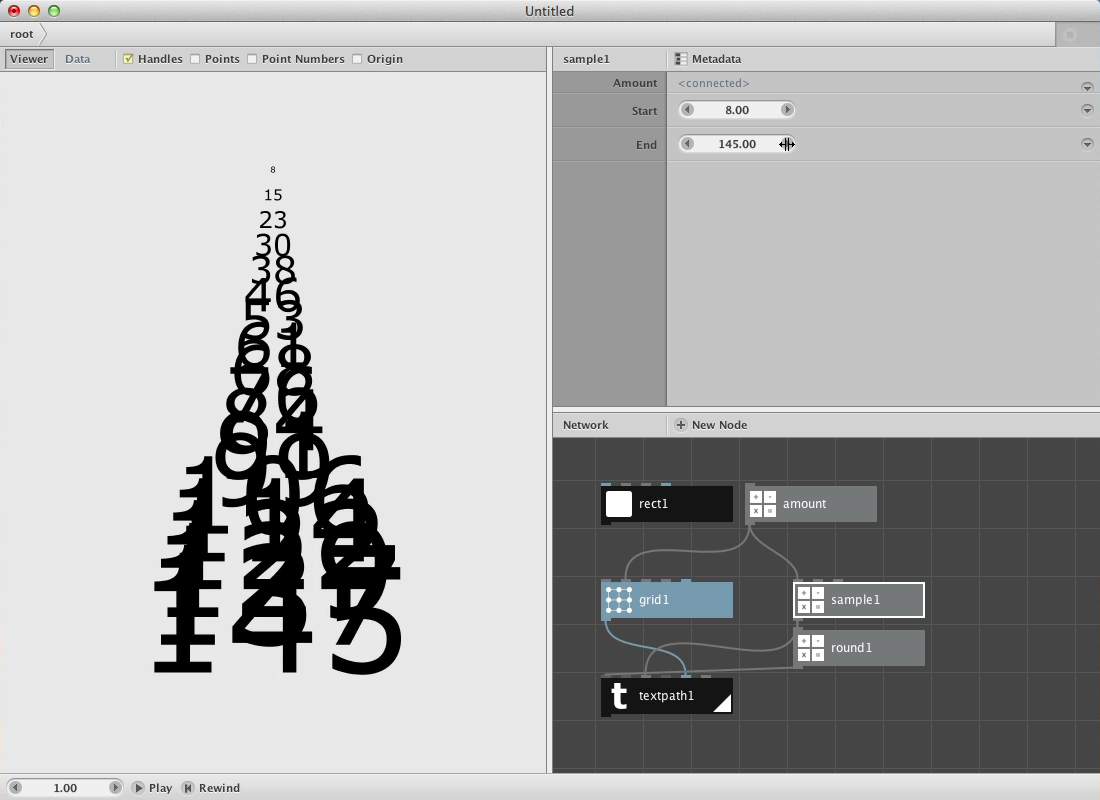 Untitled
root
Viewer Data Handles Points Point Numbers Origin
sample1 Metadata
Amount <connected>
Start 8.00
End 145.00
8
15
23
30
38
46
53
Network New Node
rect1 amount
grid1 sample1
round1
t textpath1
145
1.00 Play Rewind